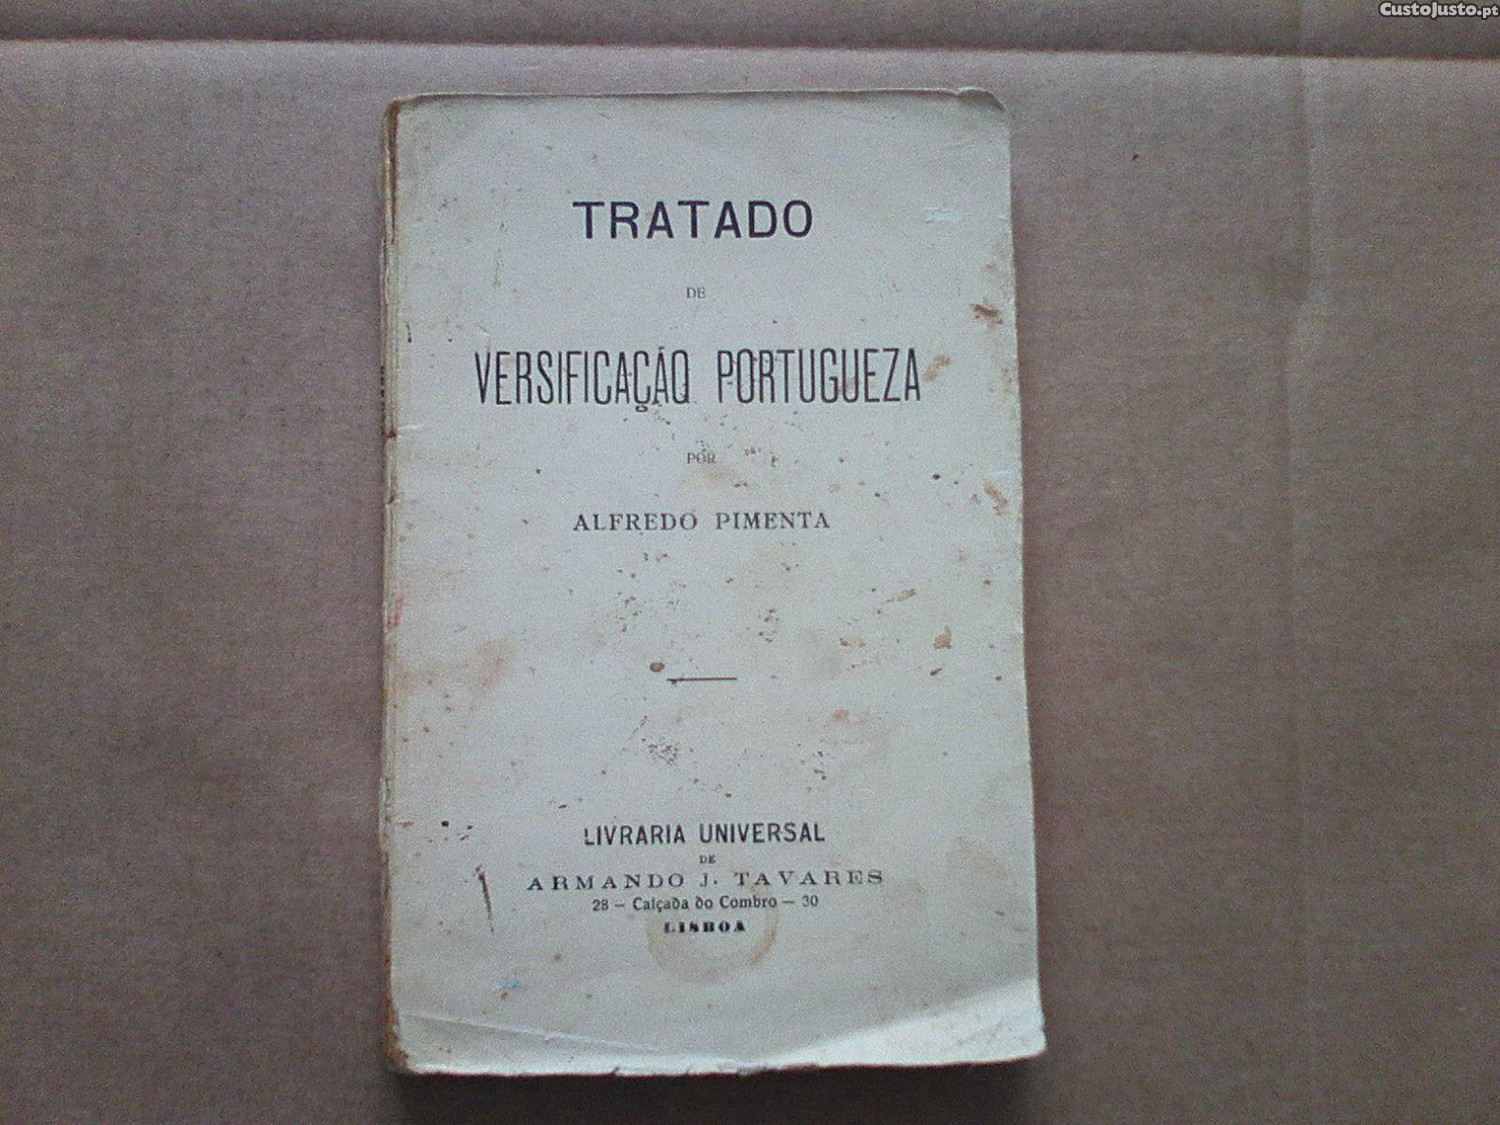 CustoJusto.pt
TRATADO
DE
VERSIFICAÇÃO PORTUGUEZA
POR
ALFREDO PIMENTA
LIVRARIA UNIVERSAL
DE
ARMANDO J. TAVARES
28 — Calçada do Combro — 30
LISBOA